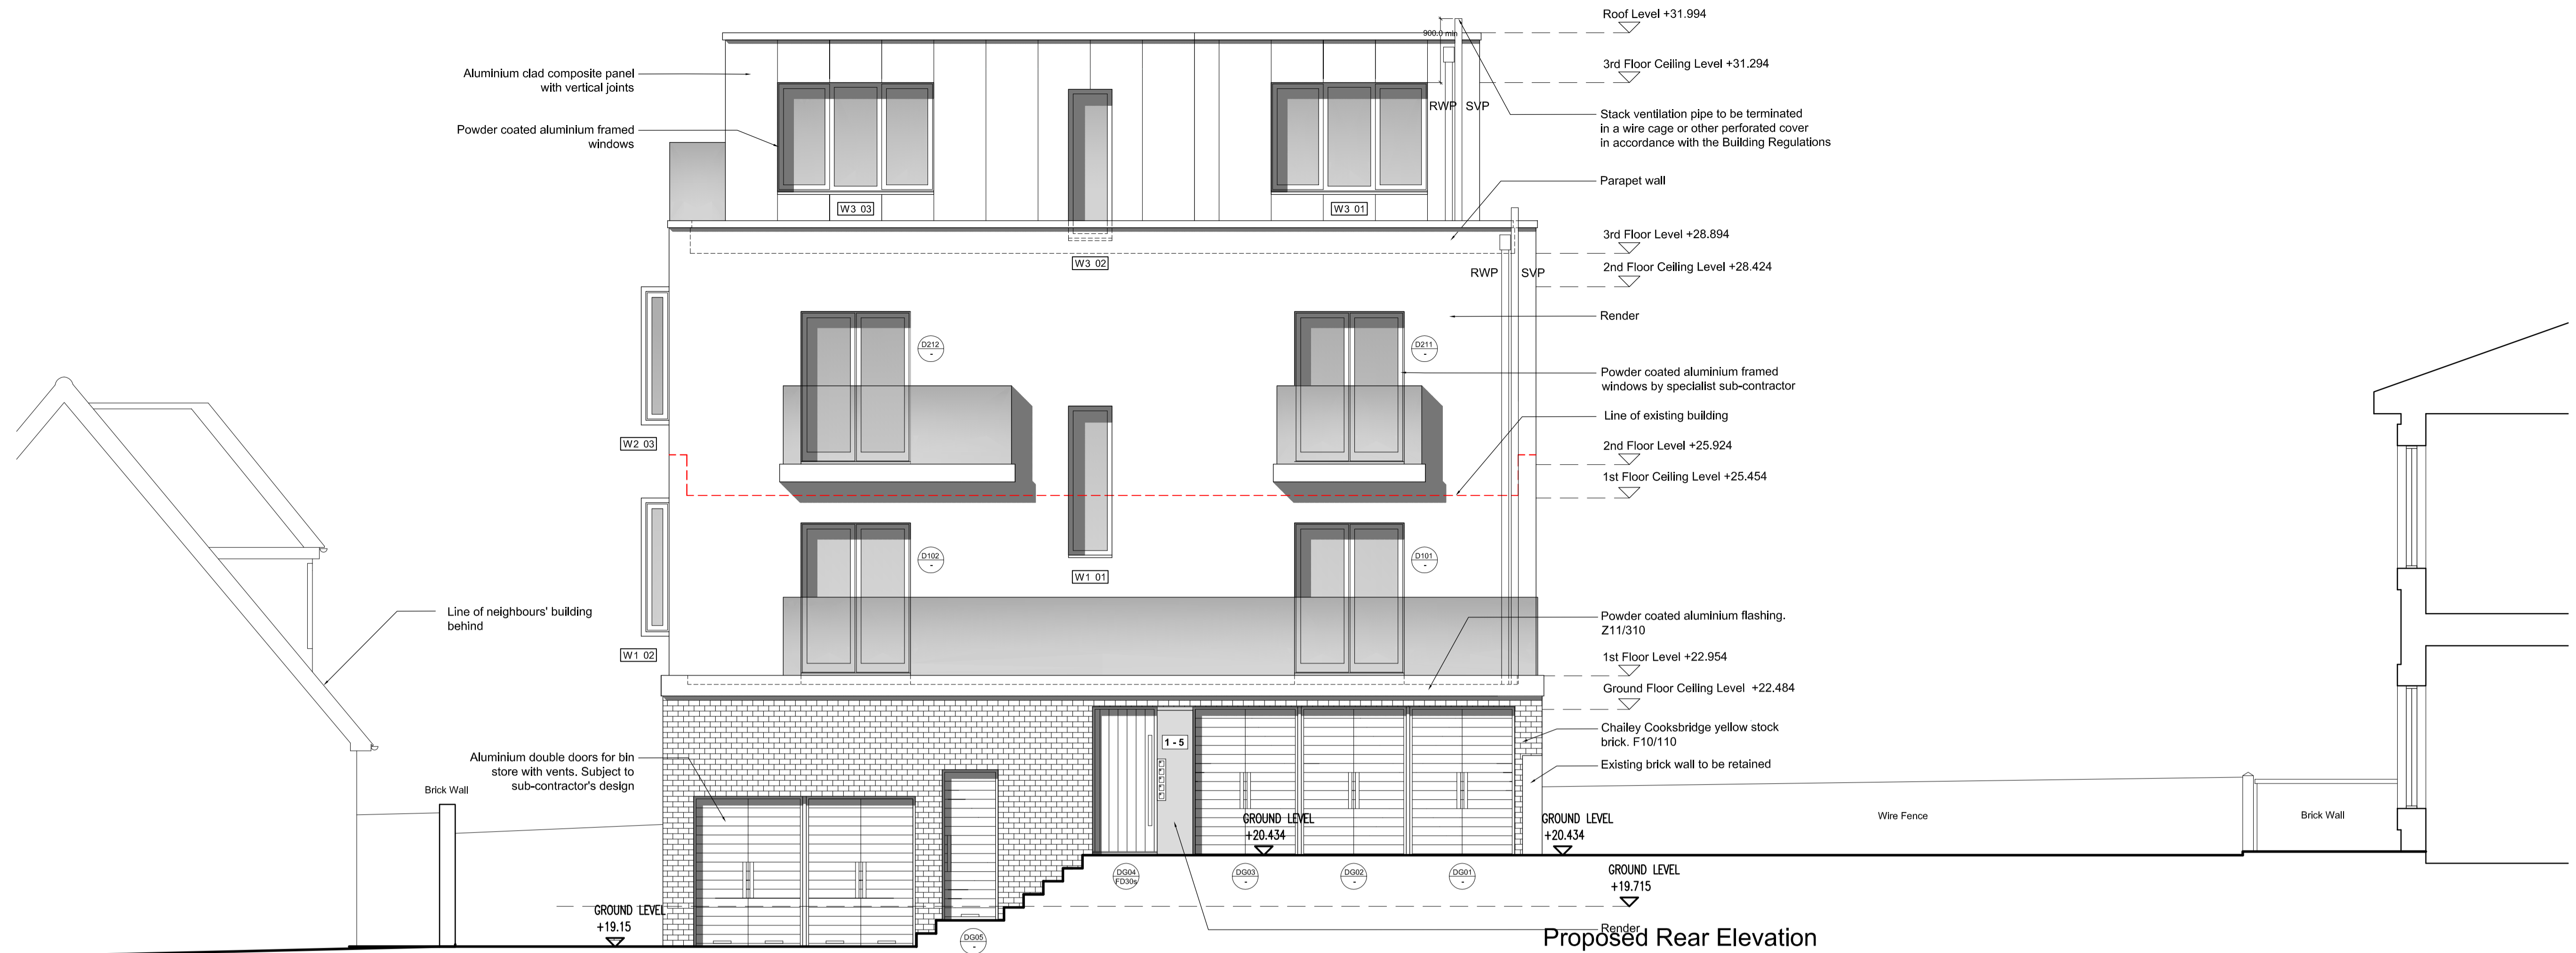 Roof Level +31.994
900.0 min
3rd Floor Ceiling Level +31.294
Aluminium clad composite panel
with vertical joints
RWP
SVP
Stack ventilation pipe to be terminated
in a wire cage or other perforated cover
in accordance with the Building Regulations
Powder coated aluminium framed
windows
Parapet wall
W3 03
W3 01
3rd Floor Level +28.894
W3 02
RWP
SVP
2nd Floor Ceiling Level +28.424
Render
D212
-
D211
-
Powder coated aluminium framed
windows by specialist sub-contractor
Line of existing building
W2 03
2nd Floor Level +25.924
1st Floor Ceiling Level +25.454
D102
-
D101
-
W1 01
Line of neighbours' building
behind
Powder coated aluminium flashing.
Z11/310
W1 02
1st Floor Level +22.954
Ground Floor Ceiling Level +22.484
Chailey Cooksbridge yellow stock
brick. F10/110
1 - 5
Aluminium double doors for bin
store with vents. Subject to
sub-contractor's design
Existing brick wall to be retained
Brick Wall
GROUND LEVEL
+20.434
GROUND LEVEL
+20.434
Wire Fence
Brick Wall
DG04
FD30s
DG03
-
DG02
-
DG01
-
GROUND LEVEL
+19.715
GROUND LEVEL
+19.15
DG05
-
Render
Proposed Rear Elevation